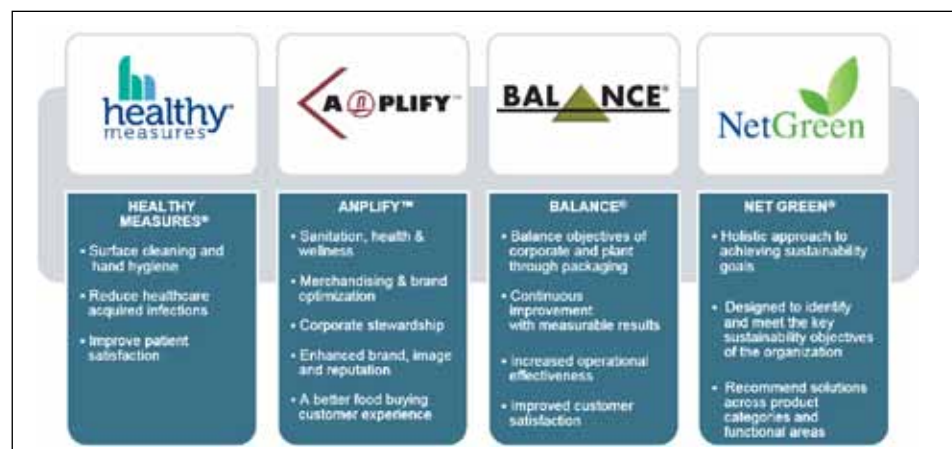 healthy®
measures
A(n)PLIFY™
BALANCE®
NetGreen
HEALTHY
MEASURES®
• Surface cleaning and
hand hygiene
• Reduce healthcare
acquired infections
• Improve patient
satisfaction
ANPLIFY™
• Sanitation, health &
wellness
• Merchandising & brand
optimization
• Corporate stewardship
• Enhanced brand, image
and reputation
• A better food buying
customer experience
BALANCE®
• Balance objectives of
corporate and plant
through packaging
• Continuous
improvement
with measurable results
• Increased operational
effectiveness
• Improved customer
satisfaction
NET GREEN®
• Holistic approach to
achieving sustainability
goals
• Designed to identify
and meet the key
sustainability objectives
of the organization
• Recommend solutions
across product
categories and
functional areas